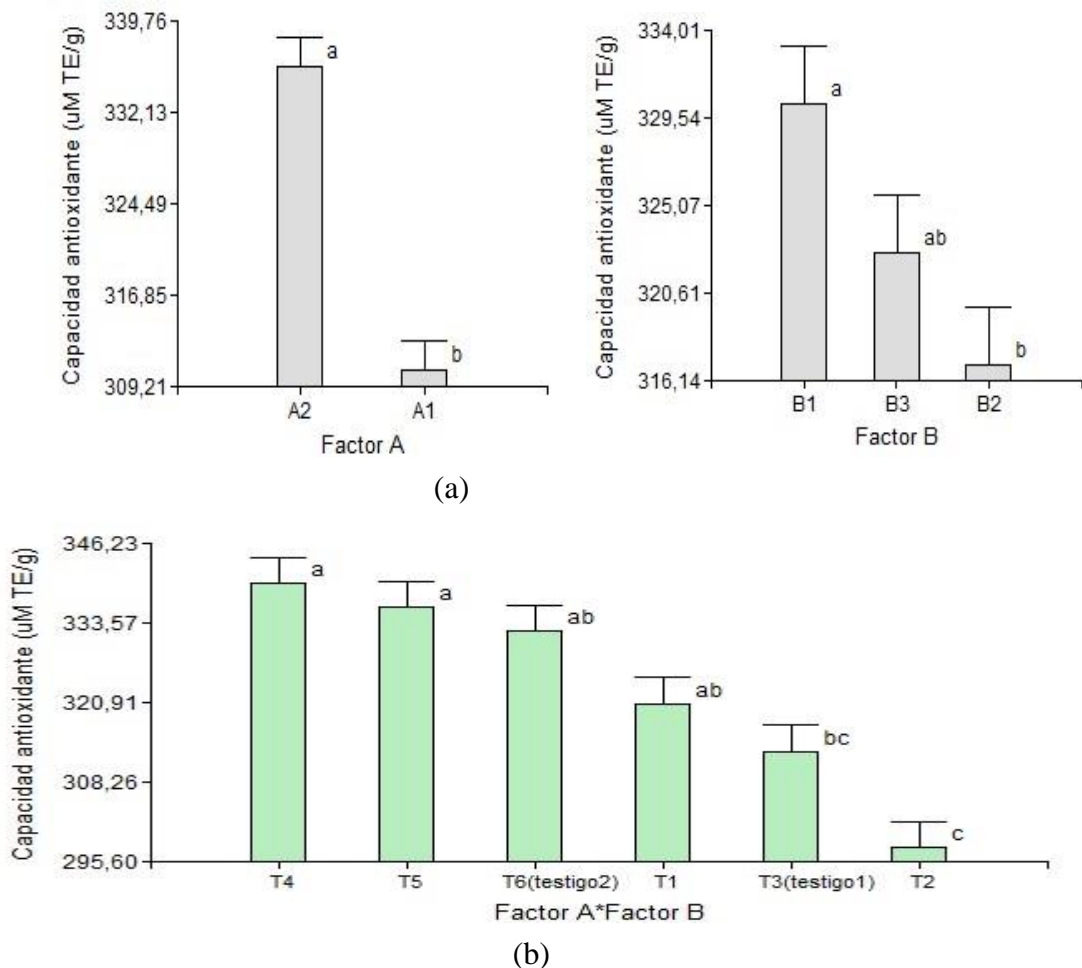 Capacidad antioxidante (uM TE/g)
339,76
332,13
324,49
316,85
309,21
a
b
A2
A1
Factor A
Capacidad antioxidante (uM TE/g)
334,01
329,54
325,07
320,61
316,14
a
ab
b
B1
B3
B2
Factor B
(a)
Capacidad antioxidante (uM TE/g)
346,23
333,57
320,91
308,26
295,60
a
a
ab
ab
bc
c
T4
T5
T6(testigo2)
T1
T3(testigo1)
T2
Factor A*Factor B
(b)